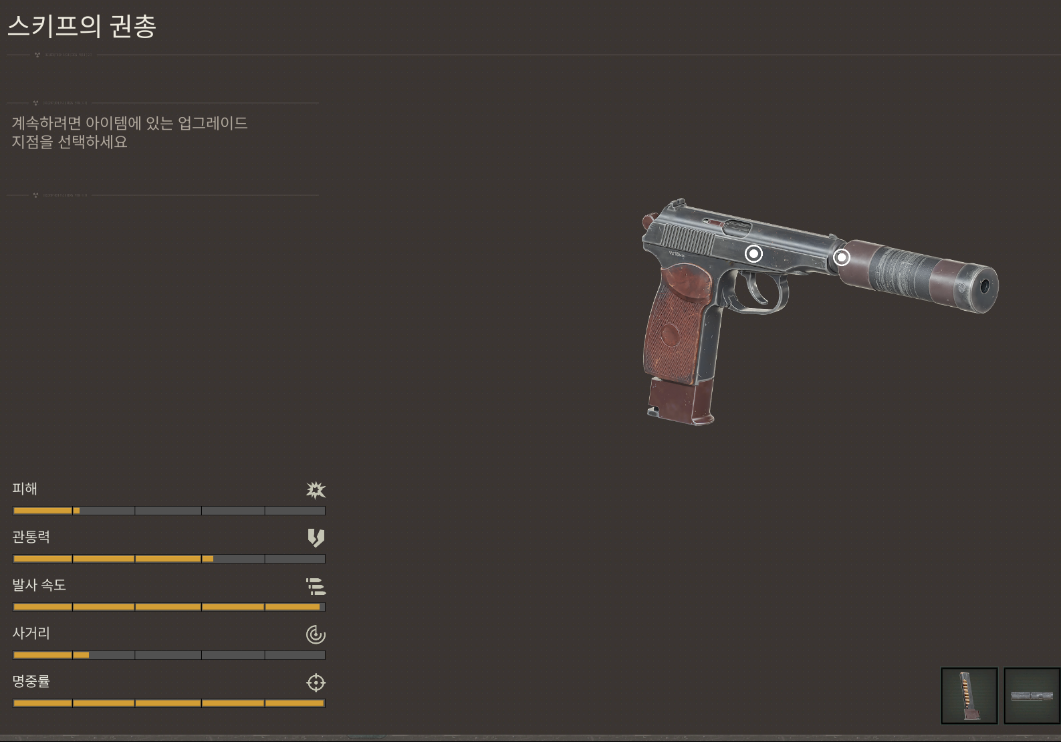 스키프의 권총
계속하려면 아이템에 있는 업그레이드
지점을 선택하세요
피해
관통력
발사 속도
사거리
명중률